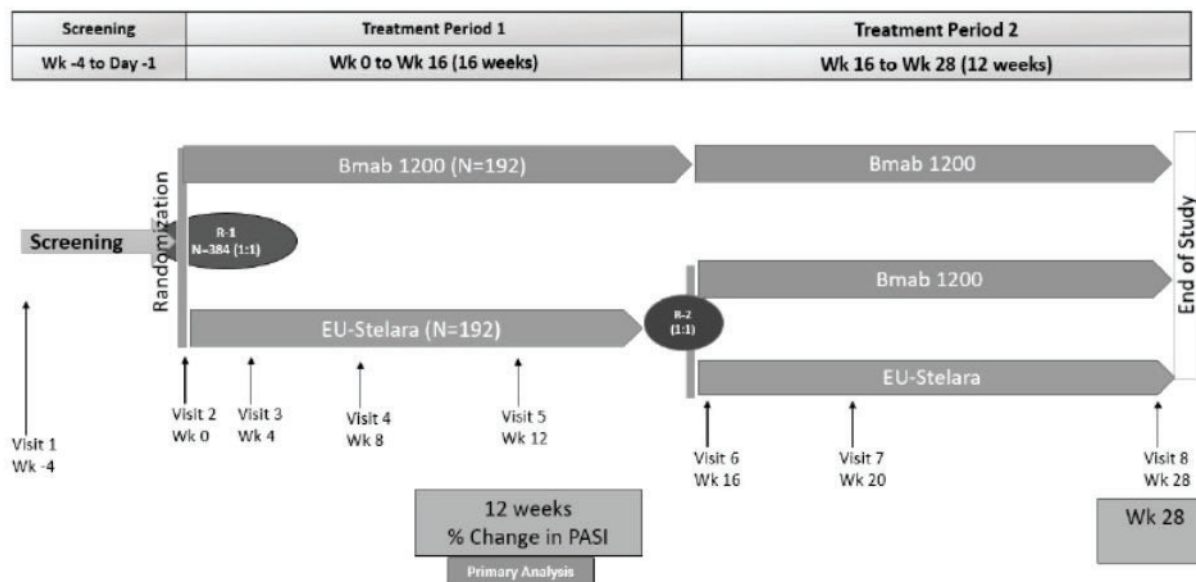 Screening
Treatment Period 1
Treatment Period 2
Wk -4 to Day -1
Wk 0 to Wk 16 (16 weeks)
Wk 16 to Wk 28 (12 weeks)
Randomization
Bmab 1200 (N=192)
Bmab 1200
Screening
R-1
N=384 (1:1)
Bmab 1200
R-2
(1:1)
EU-Stelara (N=192)
EU-Stelara
End of Study
Visit 1
Wk -4
Visit 2
Wk 0
Visit 3
Wk 4
Visit 4
Wk 8
Visit 5
Wk 12
Visit 6
Wk 16
Visit 7
Wk 20
Visit 8
Wk 28
12 weeks
% Change in PASI
Primary Analysis
Wk 28